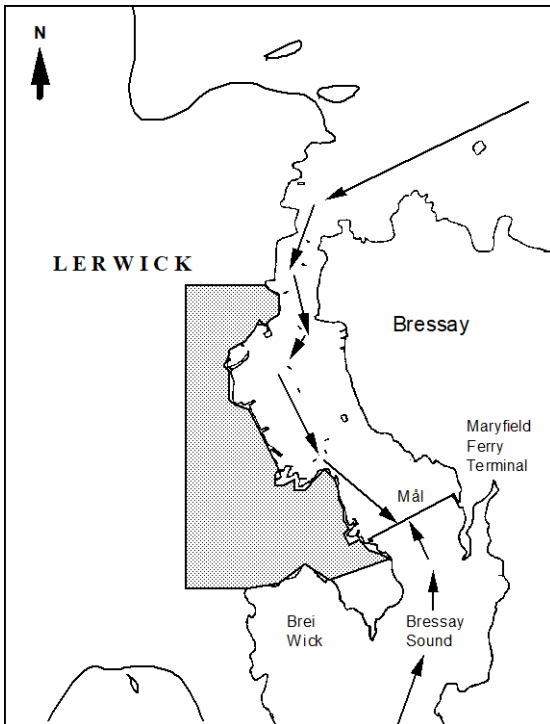 N
LERWICK
Bressay
Maryfield
Ferry
Terminal
Mål
Brei
Wick
Bressay
Sound